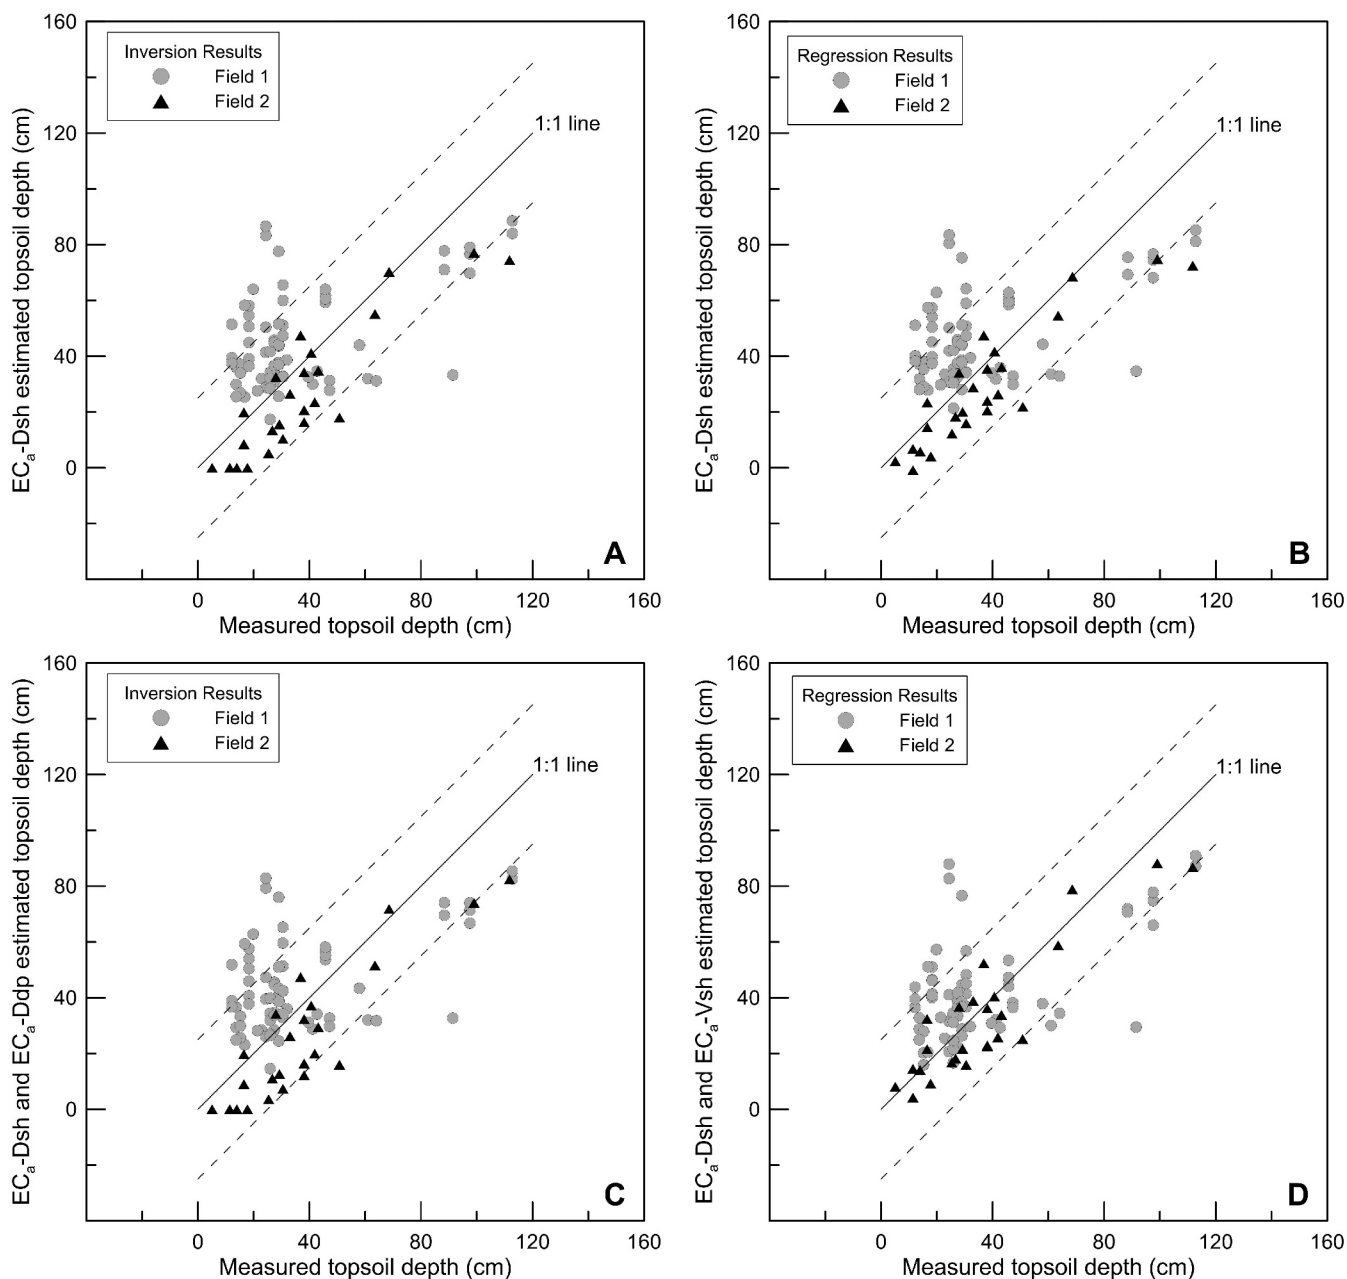 160
120
80
40
0
ECa-Dsh estimated topsoil depth (cm)
Inversion Results
Field 1
Field 2
1:1 line
A
0 40 80 120 160
Measured topsoil depth (cm)
160
120
80
40
0
ECa-Dsh estimated topsoil depth (cm)
Regression Results
Field 1
Field 2
1:1 line
B
0 40 80 120 160
Measured topsoil depth (cm)
160
120
80
40
0
ECa-Dsh and ECa-Ddp estimated topsoil depth (cm)
Inversion Results
Field 1
Field 2
1:1 line
C
0 40 80 120 160
Measured topsoil depth (cm)
160
120
80
40
0
ECa-Dsh and ECa-Vsh estimated topsoil depth (cm)
Regression Results
Field 1
Field 2
1:1 line
D
0 40 80 120 160
Measured topsoil depth (cm)